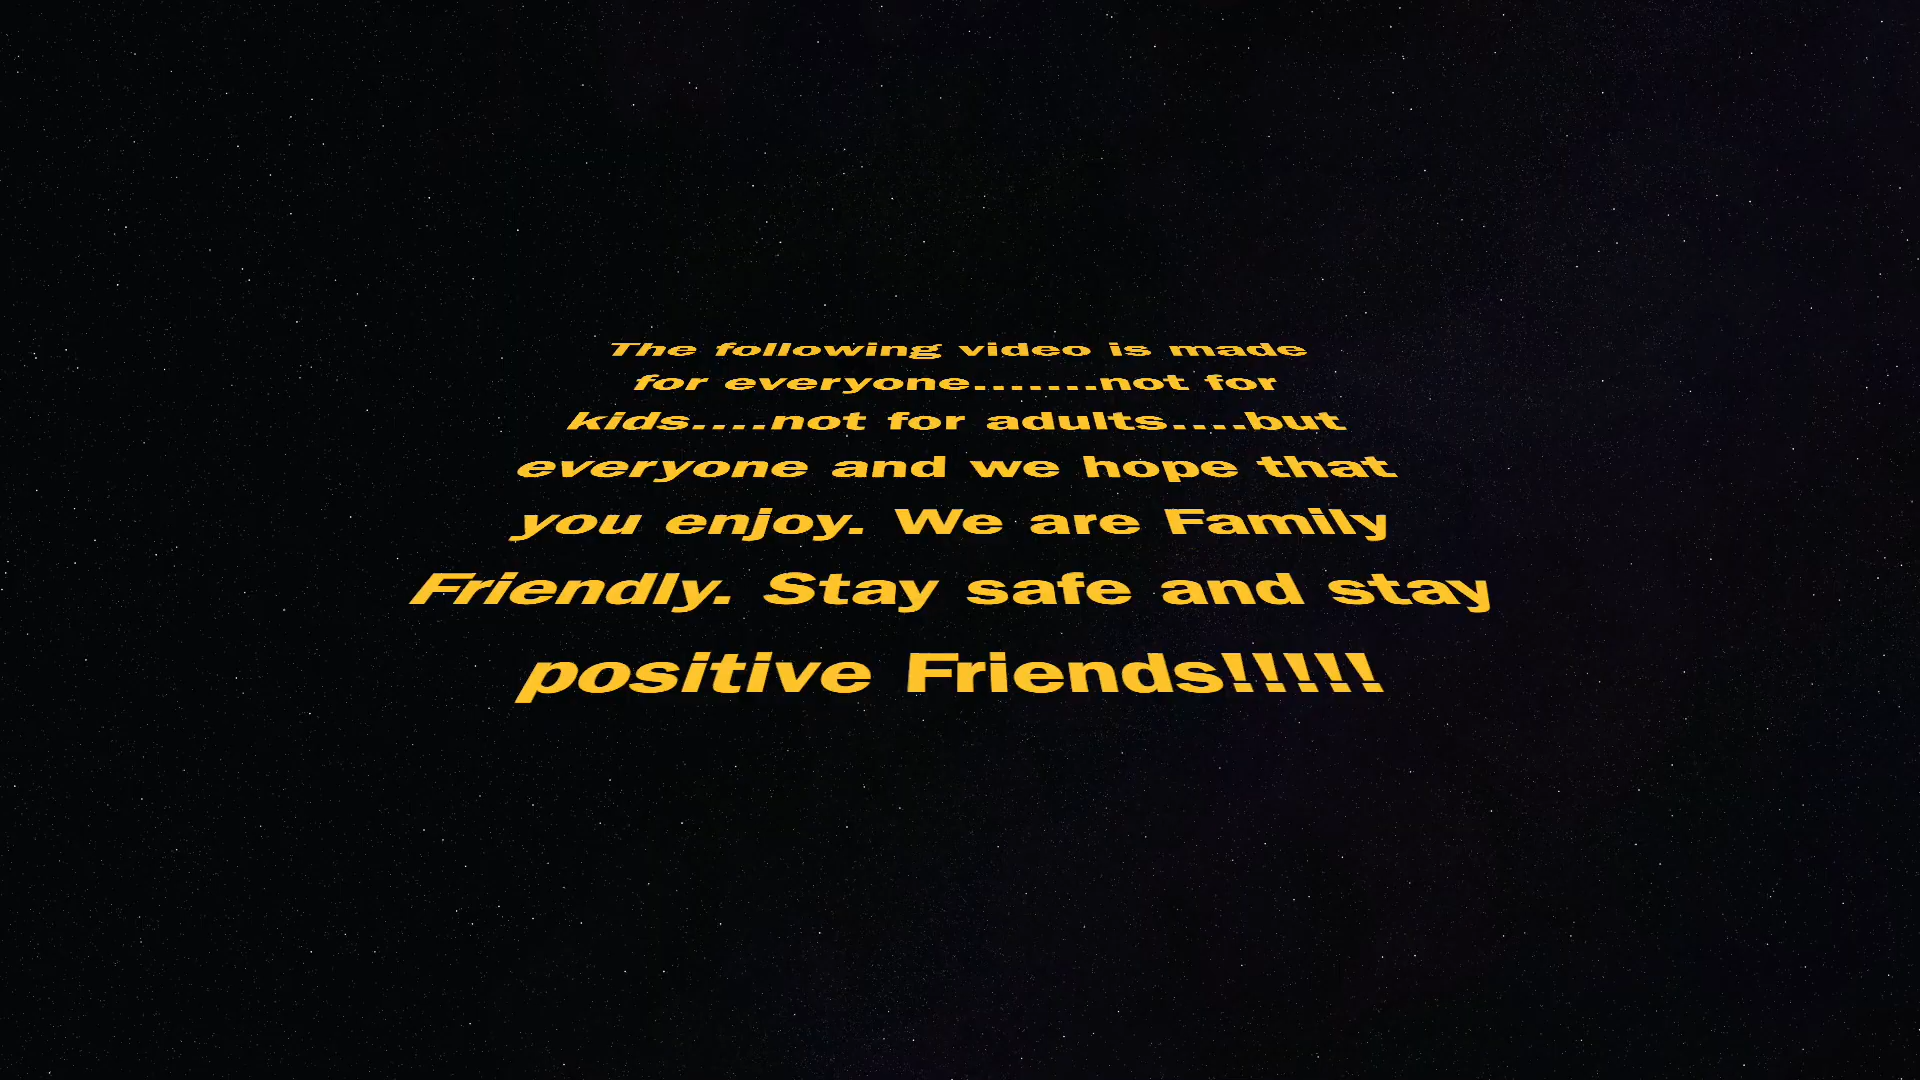 The following video is made
for everyone.......not for
kids....not for adults....but
everyone and we hope that
you enjoy. We are Family
Friendly. Stay safe and stay
positive Friends!!!!!